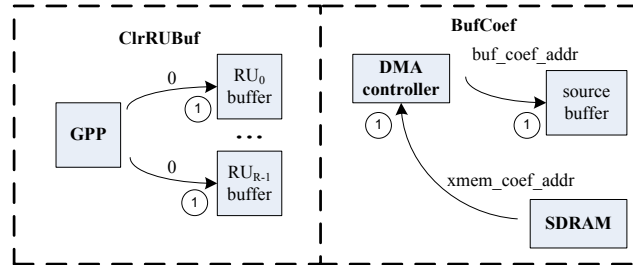 ClrRUBuf
0
RU0
buffer
1
GPP
...
0
RUR-1
buffer
1
BufCoef
DMA
controller
buf_coef_addr
source
buffer
1
1
xmem_coef_addr
SDRAM